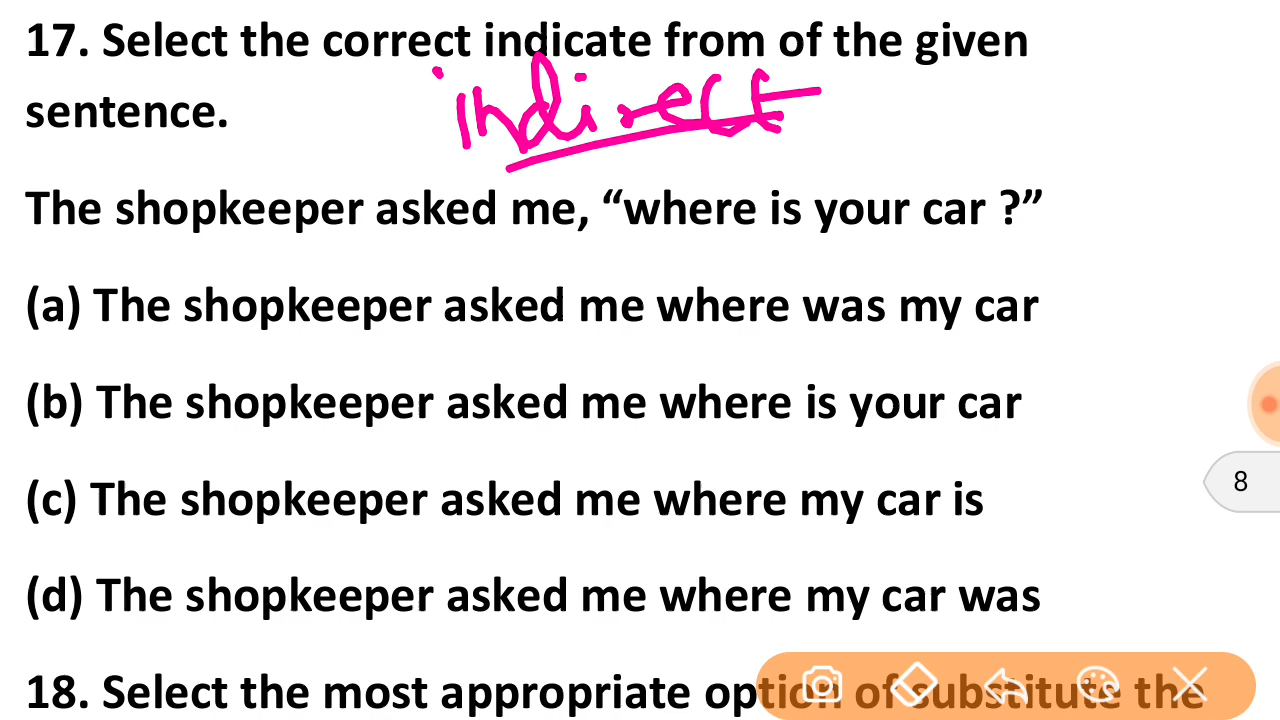 17. Select the correct indicate from of the given
indirect
sentence.
The shopkeeper asked me, “where is your car ?”
(a) The shopkeeper asked me where was my car
(b) The shopkeeper asked me where is your car
(c) The shopkeeper asked me where my car is
8
(d) The shopkeeper asked me where my car was
18. Select the most appropriate option of substitute the